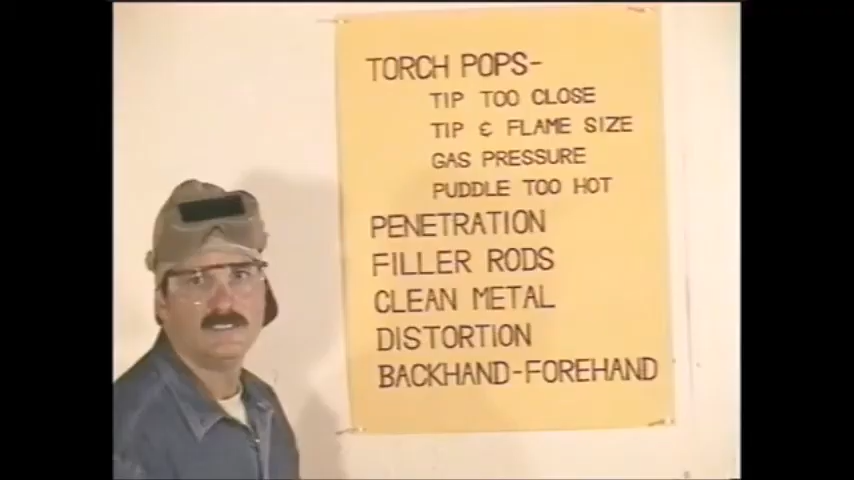 TORCH POPS-
TIP TOO CLOSE
TIP & FLAME SIZE
GAS PRESSURE
PUDDLE TOO HOT
PENETRATION
FILLER RODS
CLEAN METAL
DISTORTION
BACKHAND-FOREHAND